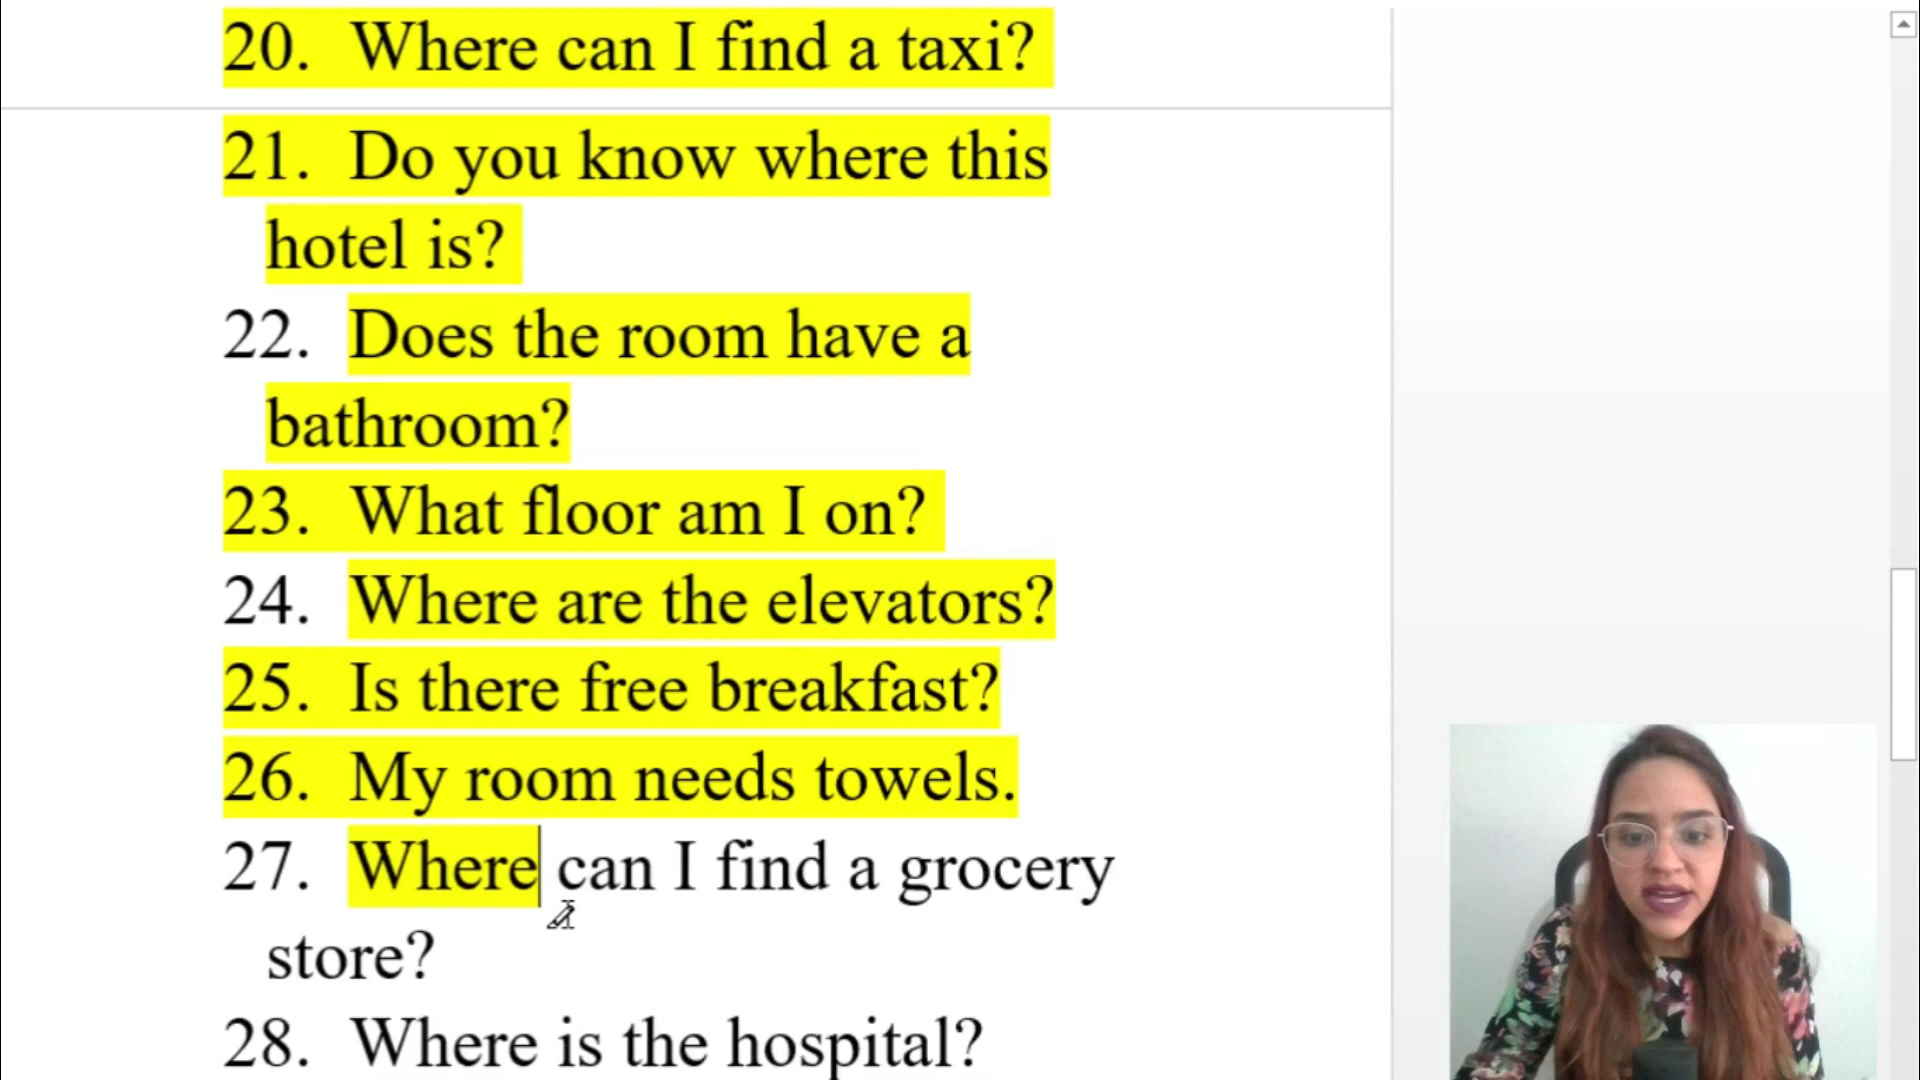 20. Where can I find a taxi?
21. Do you know where this
hotel is?
22. Does the room have a
bathroom?
23. What floor am I on?
24. Where are the elevators?
25. Is there free breakfast?
26. My room needs towels.
27. Where can I find a grocery
store?
28. Where is the hospital?